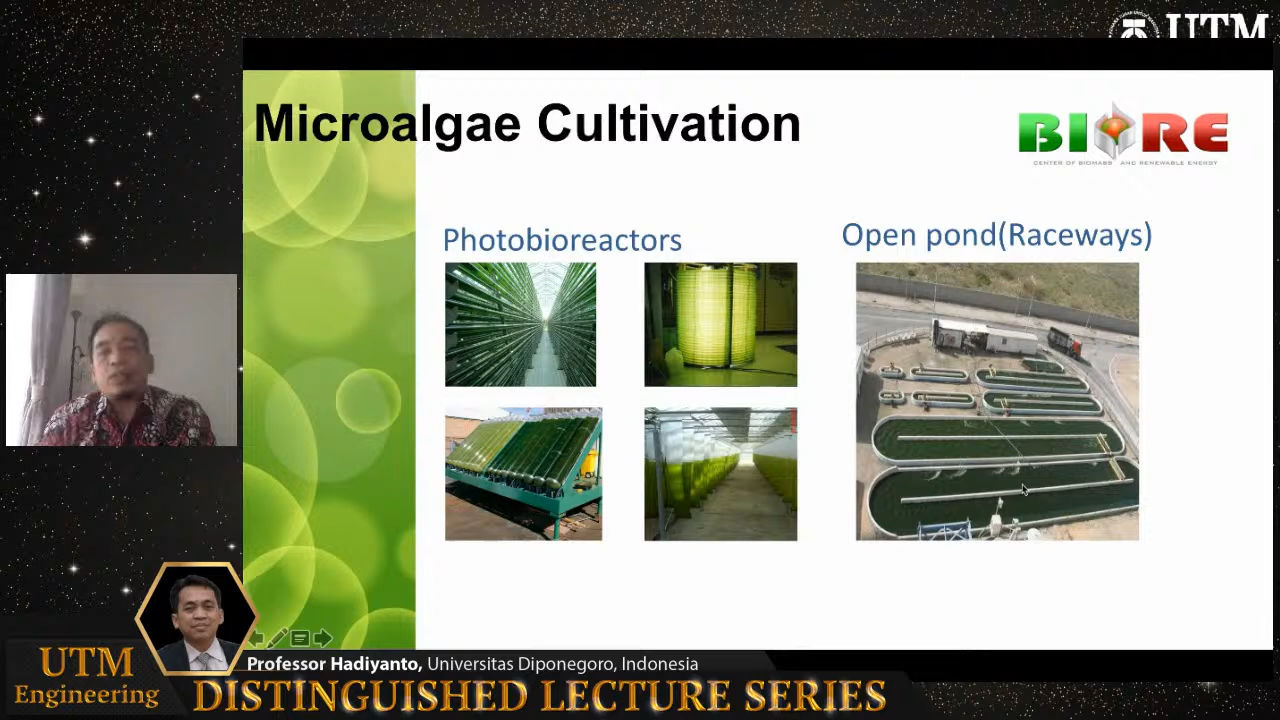 UTM
Microalgae Cultivation
BIORE
CENTER OF BIOMASS AND RENEWABLE ENERGY
Photobioreactors
Open pond(Raceways)
Professor Hadiyanto, Universitas Diponegoro, Indonesia
UTM
Engineering
DISTINGUISHED LECTURE SERIES